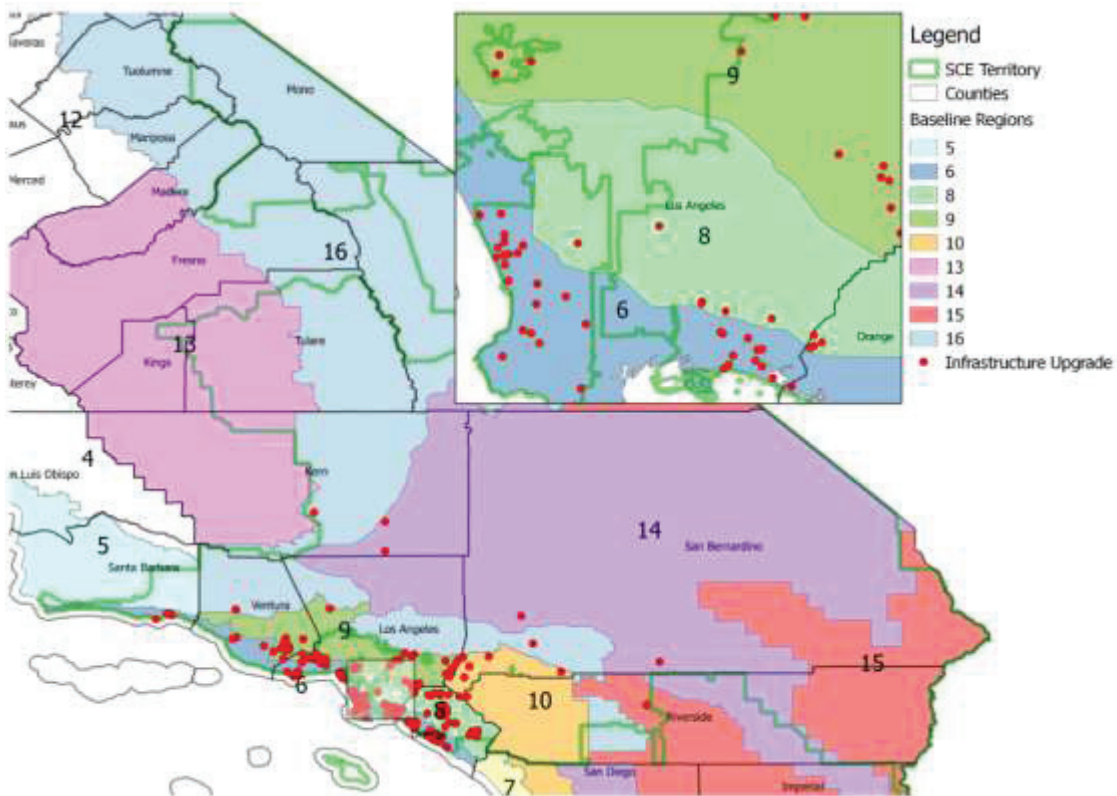 Legend
SCE Territory
Counties
Baseline Regions
5
6
8
9
10
13
14
15
16
Infrastructure Upgrade
9
Los Angeles
8
6
Orange
Tuolumne
Mono
12
Mariposa
Merced
Madera
Fresno
16
13
Kings
Tulare
4
Luis Obispo
Kern
14
San Bernardino
5
Santa Barbara
Ventura
9
Los Angeles
6
8
10
15
Riverside
7
San Diego
Imperial